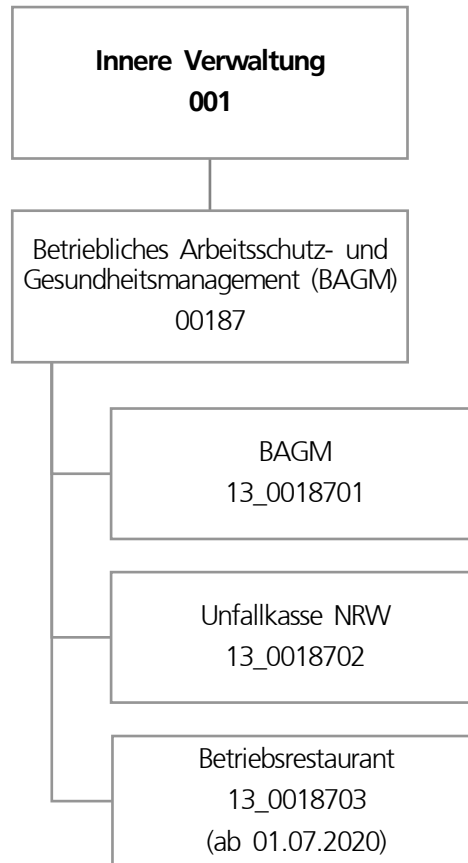 Innere Verwaltung
001
Betriebliches Arbeitsschutz- und
Gesundheitsmanagement (BAGM)
00187
BAGM
13_0018701
Unfallkasse NRW
13_0018702
Betriebsrestaurant
13_0018703
(ab 01.07.2020)